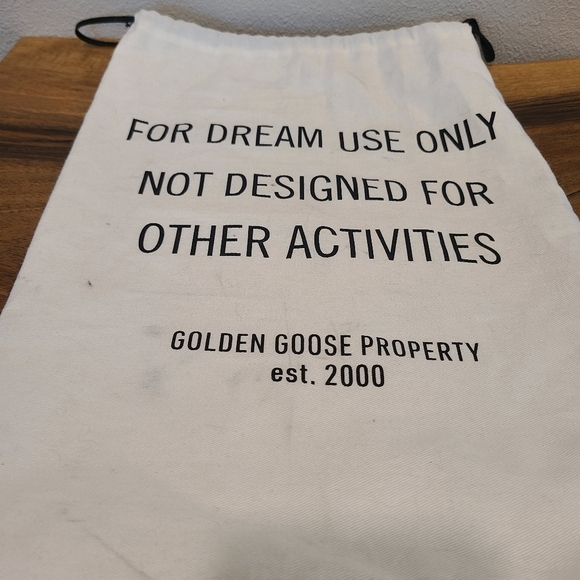 FOR DREAM USE ONLY
NOT DESIGNED FOR
OTHER ACTIVITIES
GOLDEN GOOSE PROPERTY
est. 2000